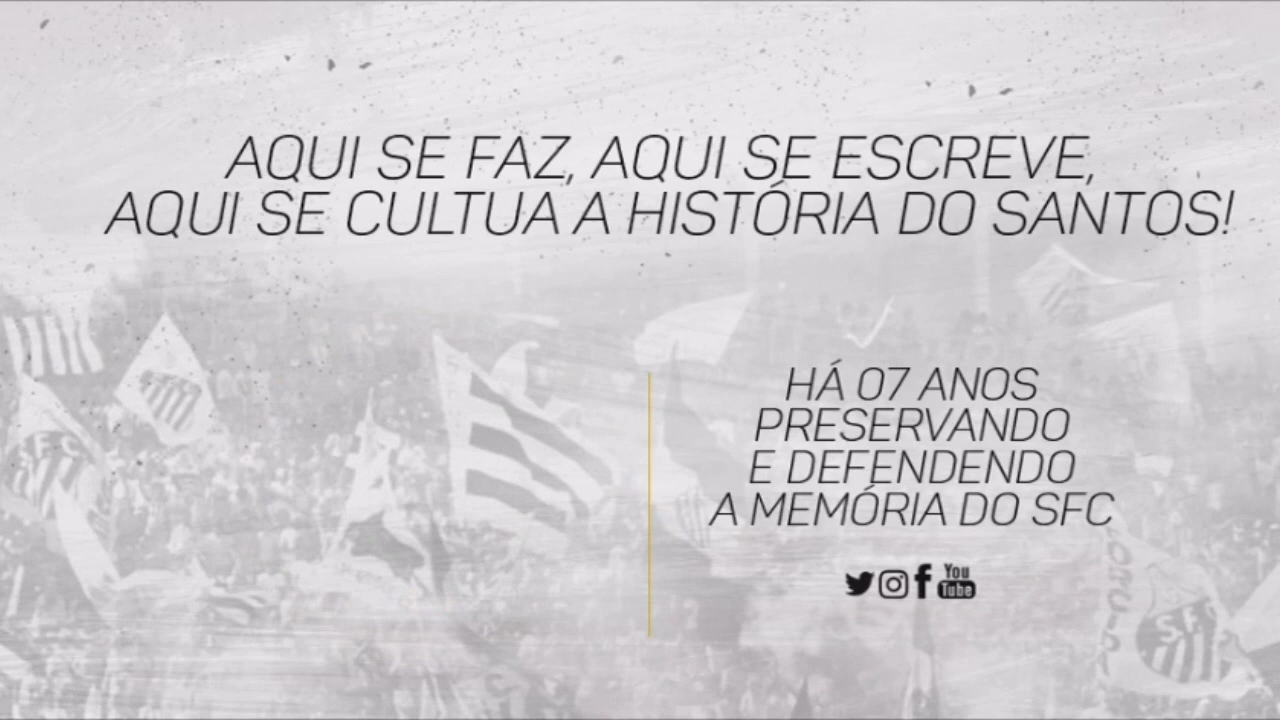 AQUI SE FAZ, AQUI SE ESCREVE,
AQUI SE CULTUA A HISTÓRIA DO SANTOS!
HÁ 07 ANOS
PRESERVANDO
E DEFENDENDO
A MEMÓRIA DO SFC
You
Tube